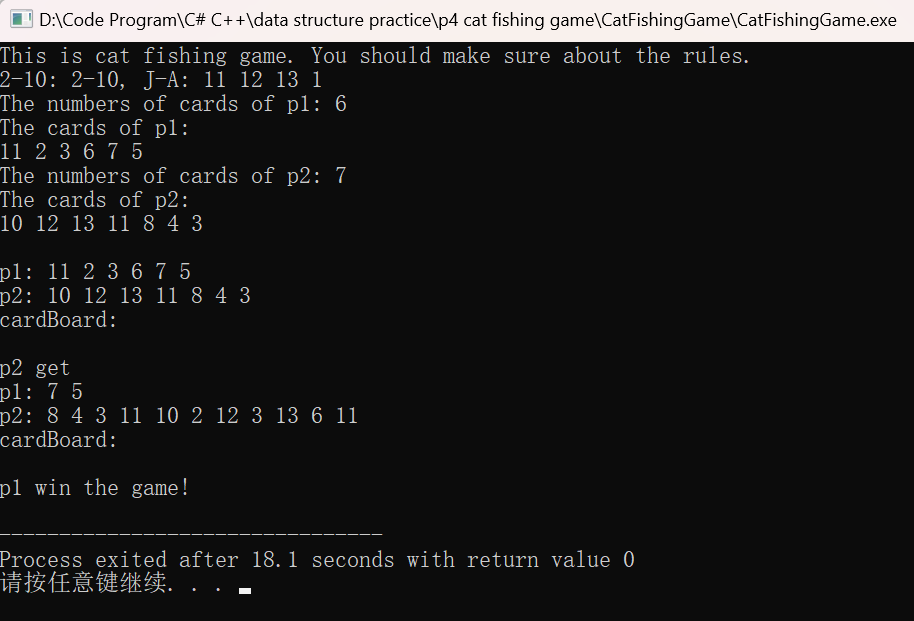 D:\Code Program\C# C++\data structure practice\p4 cat fishing game\CatFishingGame\CatFishingGame.exe
This is cat fishing game. You should make sure about the rules.
2-10: 2-10, J-A: 11 12 13 1
The numbers of cards of p1: 6
The cards of p1:
11 2 3 6 7 5
The numbers of cards of p2: 7
The cards of p2:
10 12 13 11 8 4 3
p1: 11 2 3 6 7 5
p2: 10 12 13 11 8 4 3
cardBoard:
p2 get
p1: 7 5
p2: 8 4 3 11 10 2 12 3 13 6 11
cardBoard:
p1 win the game!
--------------------------------
Process exited after 18.1 seconds with return value 0
请按任意键继续. . .